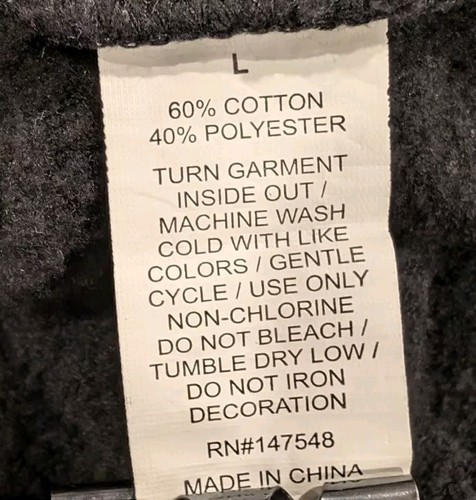 L
60% COTTON
40% POLYESTER
TURN GARMENT
INSIDE OUT /
MACHINE WASH
COLD WITH LIKE
COLORS / GENTLE
CYCLE / USE ONLY
NON-CHLORINE
DO NOT BLEACH /
TUMBLE DRY LOW /
DO NOT IRON
DECORATION
RN#147548
MADE IN CHINA